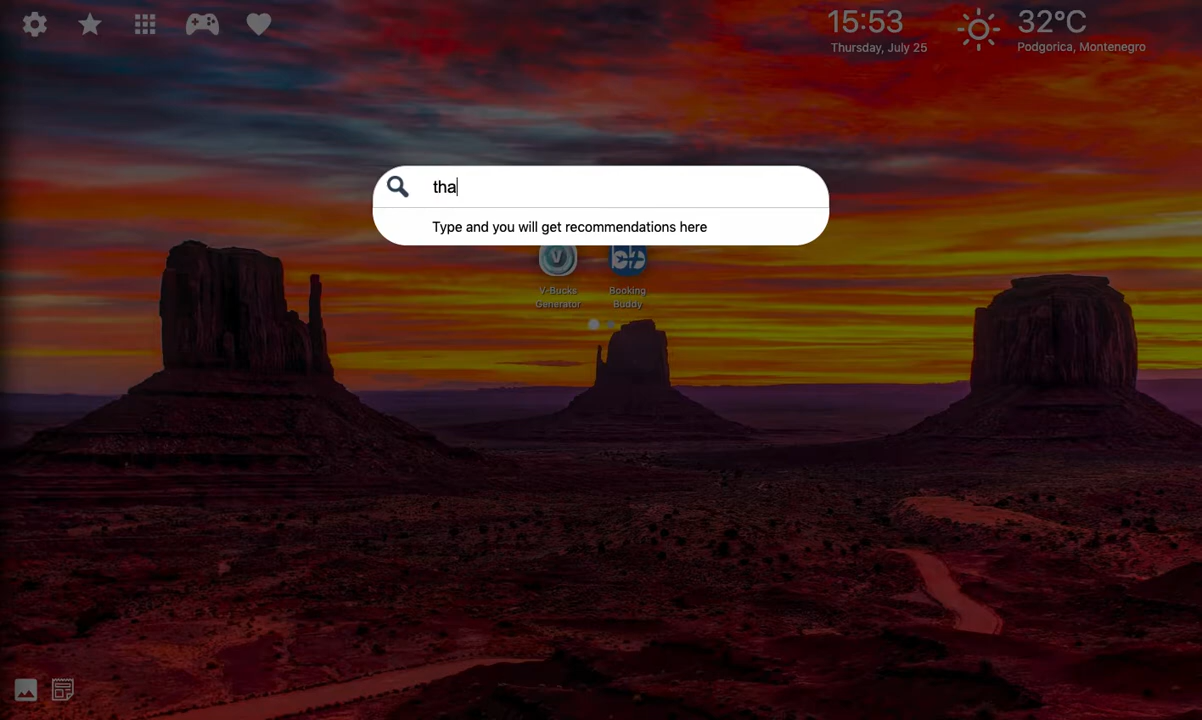 15:53
Thursday, July 25
32°C
Podgorica, Montenegro
tha
Type and you will get recommendations here
V-Bucks
Generator
Booking
Buddy